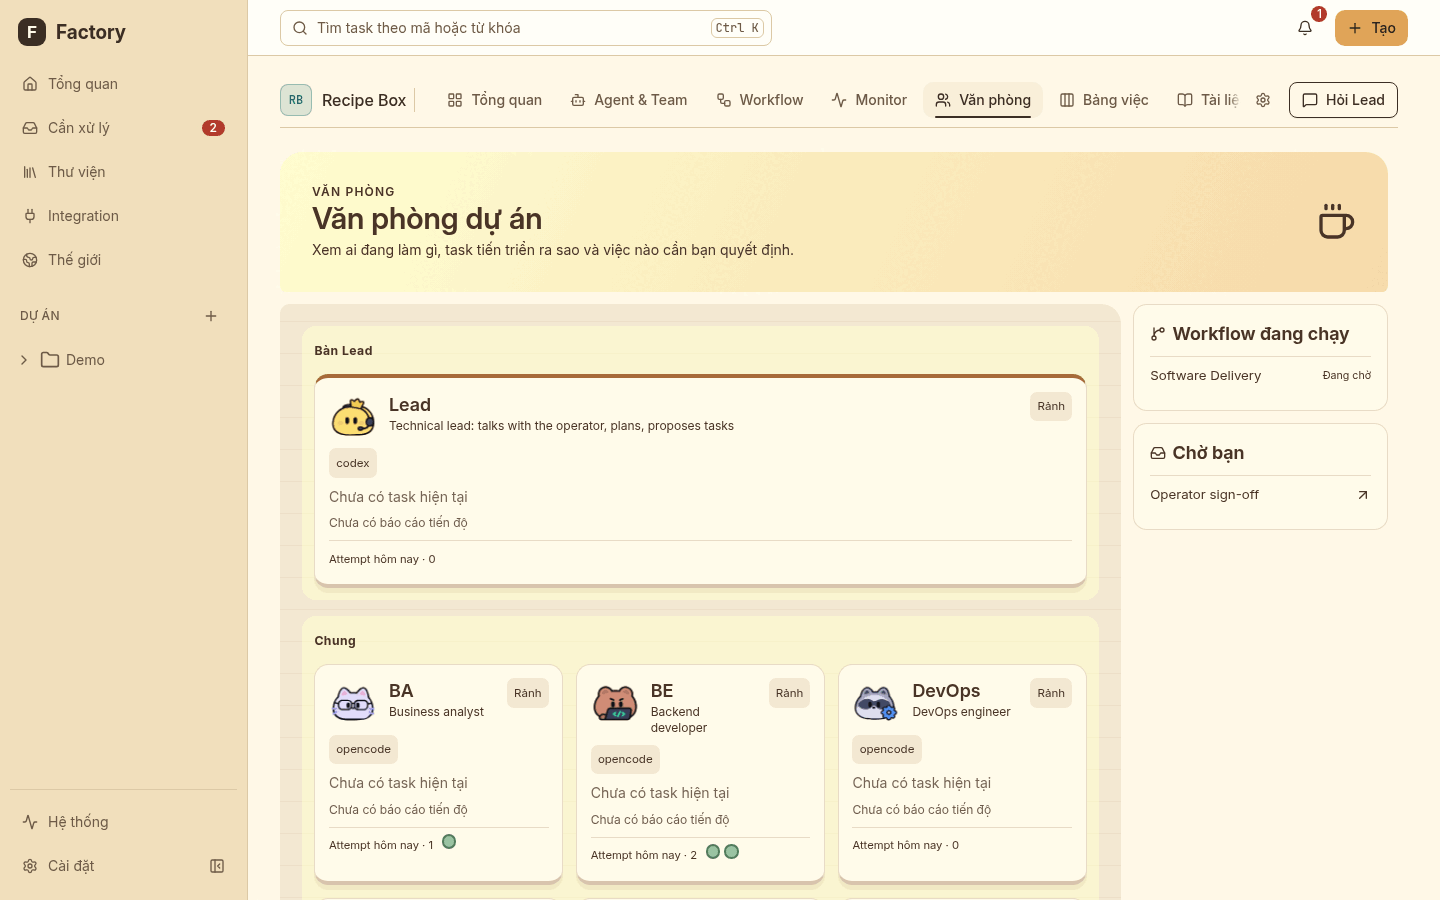 F Factory
Tìm task theo mã hoặc từ khóa
Ctrl K
1
Tạo
Tổng quan
Cần xử lý
2
Thư viện
Integration
Thế giới
DỰ ÁN
Demo
Hệ thống
Cài đặt
RB Recipe Box
Tổng quan
Agent & Team
Workflow
Monitor
Văn phòng
Bảng việc
Tài liệ
Hỏi Lead
VĂN PHÒNG
Văn phòng dự án
Xem ai đang làm gì, task tiến triển ra sao và việc nào cần bạn quyết định.
Bàn Lead
Lead
Technical lead: talks with the operator, plans, proposes tasks
Rảnh
codex
Chưa có task hiện tại
Chưa có báo cáo tiến độ
Attempt hôm nay · 0
Chung
BA
Business analyst
Rảnh
opencode
Chưa có task hiện tại
Chưa có báo cáo tiến độ
Attempt hôm nay · 1
BE
Backend
developer
Rảnh
opencode
Chưa có task hiện tại
Chưa có báo cáo tiến độ
Attempt hôm nay · 2
DevOps
DevOps engineer
Rảnh
opencode
Chưa có task hiện tại
Chưa có báo cáo tiến độ
Attempt hôm nay · 0
Workflow đang chạy
Software Delivery
Đang chờ
Chờ bạn
Operator sign-off